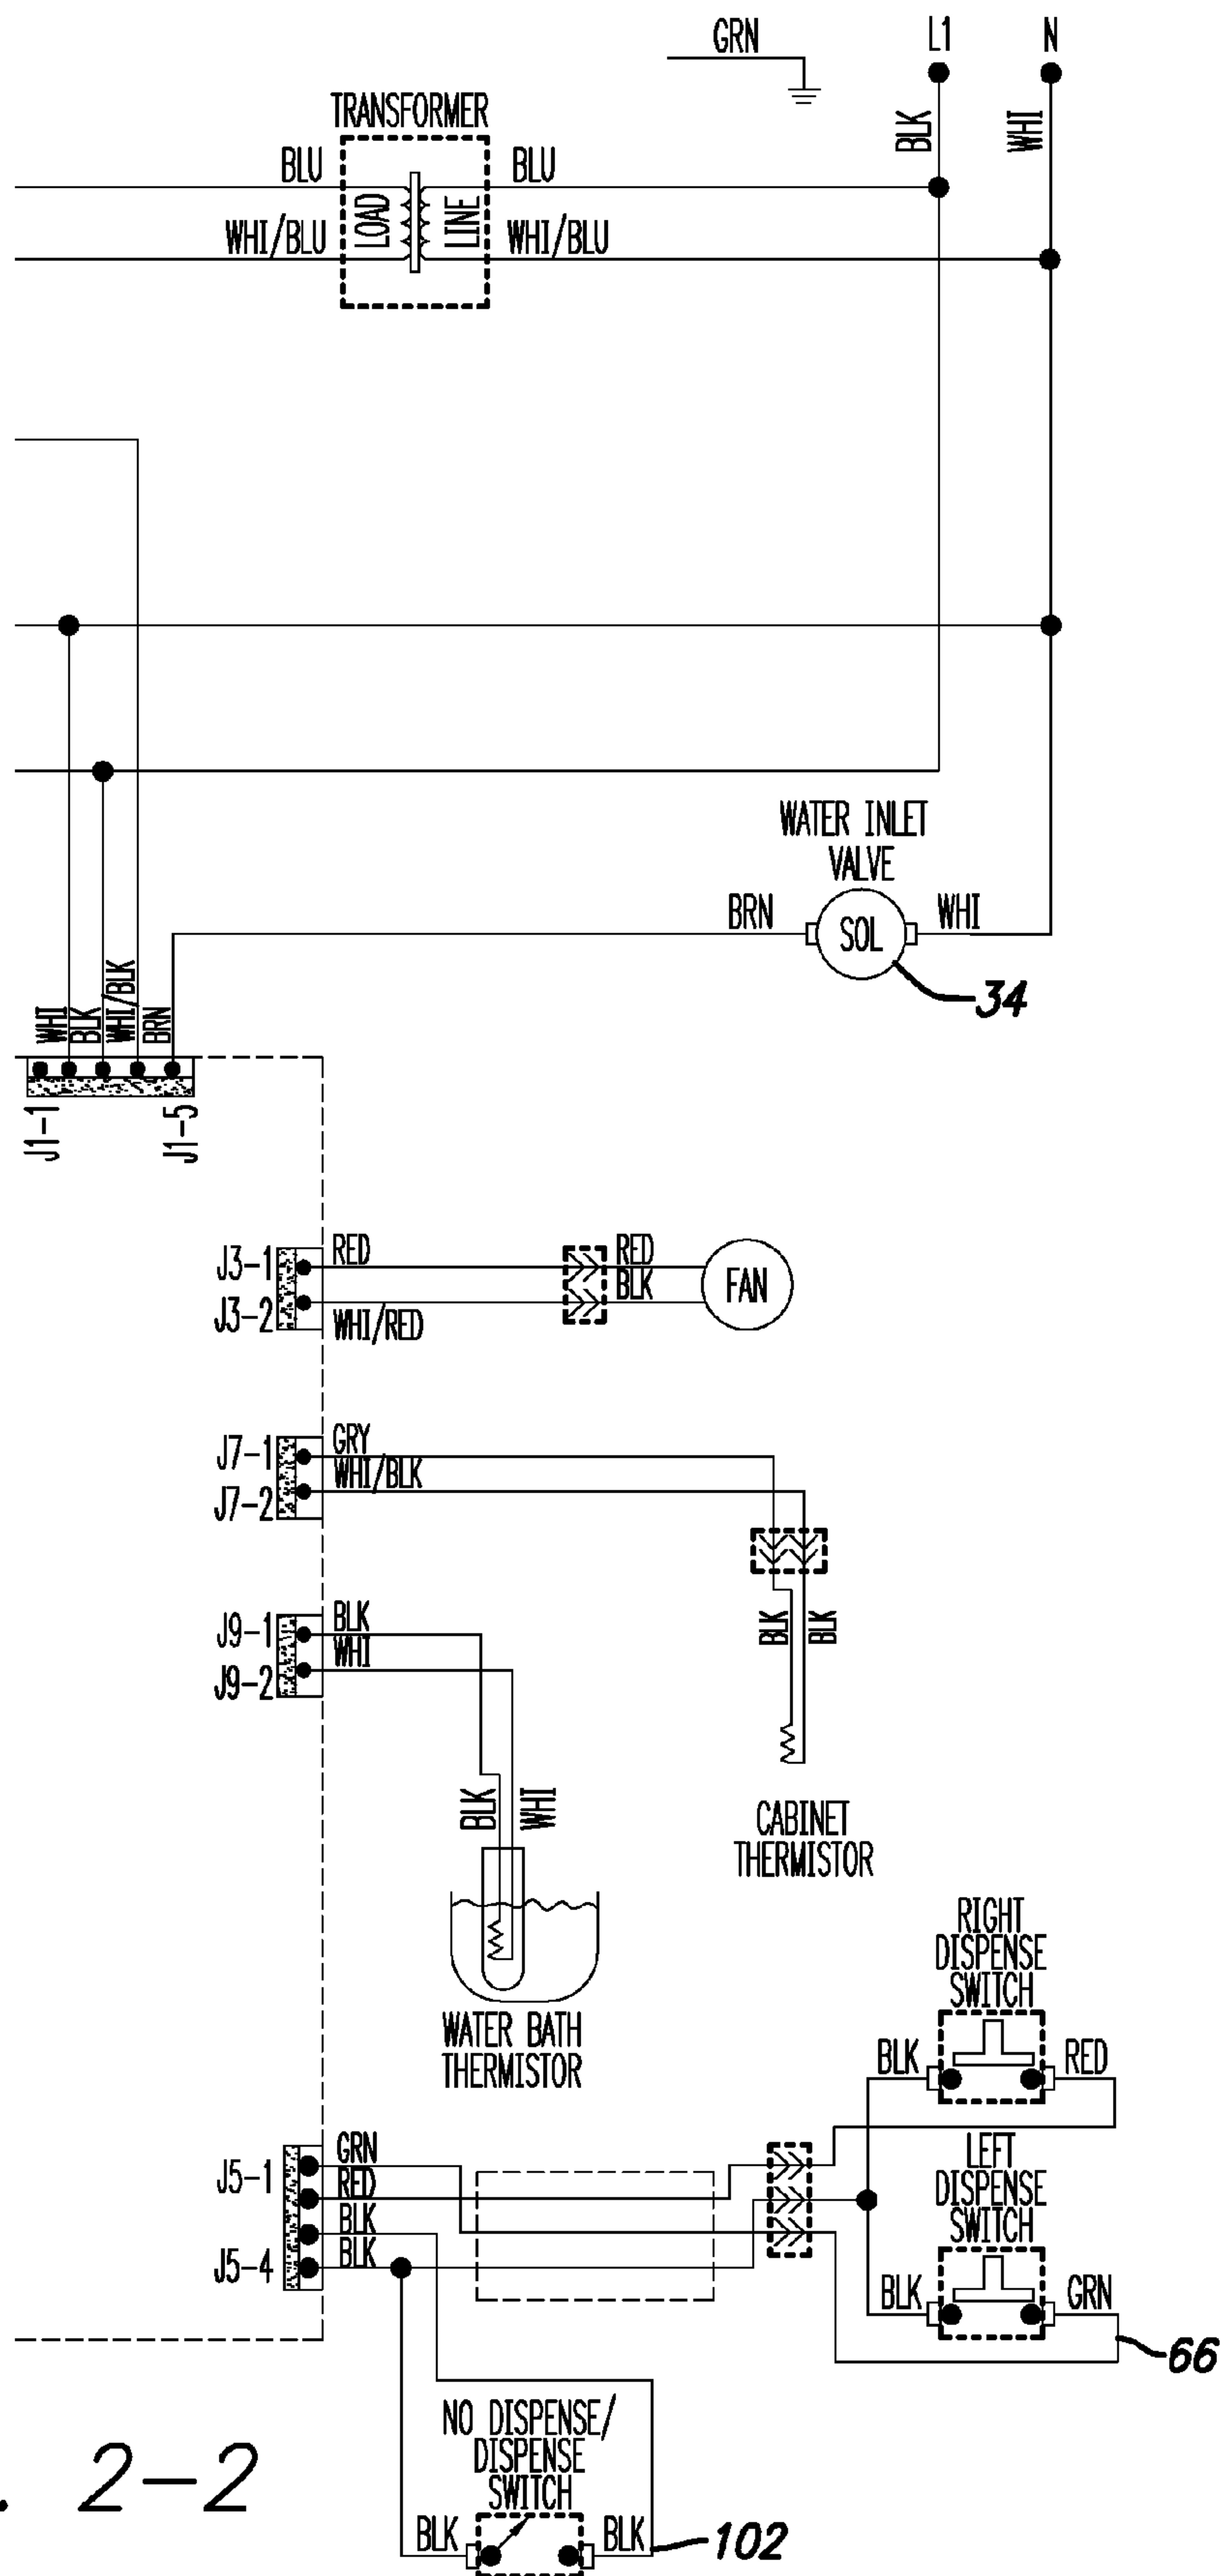 GRN
L1
N
BLK
WHI
TRANSFORMER
BLU
BLU
LOAD
LINE
WHI/BLU
WHI/BLU
WATER INLET
VALVE
BRN
SOL
WHI
34
WHI
BLK
WHI/BLK
BRN
J1-1
J1-5
J3-1
RED
RED
FAN
J3-2
WHI/RED
BLK
J7-1
GRY
J7-2
WHI/BLK
BLK
BLK
CABINET
THERMISTOR
J9-1
BLK
J9-2
WHI
BLK
WHI
WATER BATH
THERMISTOR
RIGHT
DISPENSE
SWITCH
BLK
RED
LEFT
DISPENSE
SWITCH
BLK
GRN
66
J5-1
GRN
RED
BLK
J5-4
BLK
NO DISPENSE/
DISPENSE
SWITCH
BLK
BLK
102
. 2-2